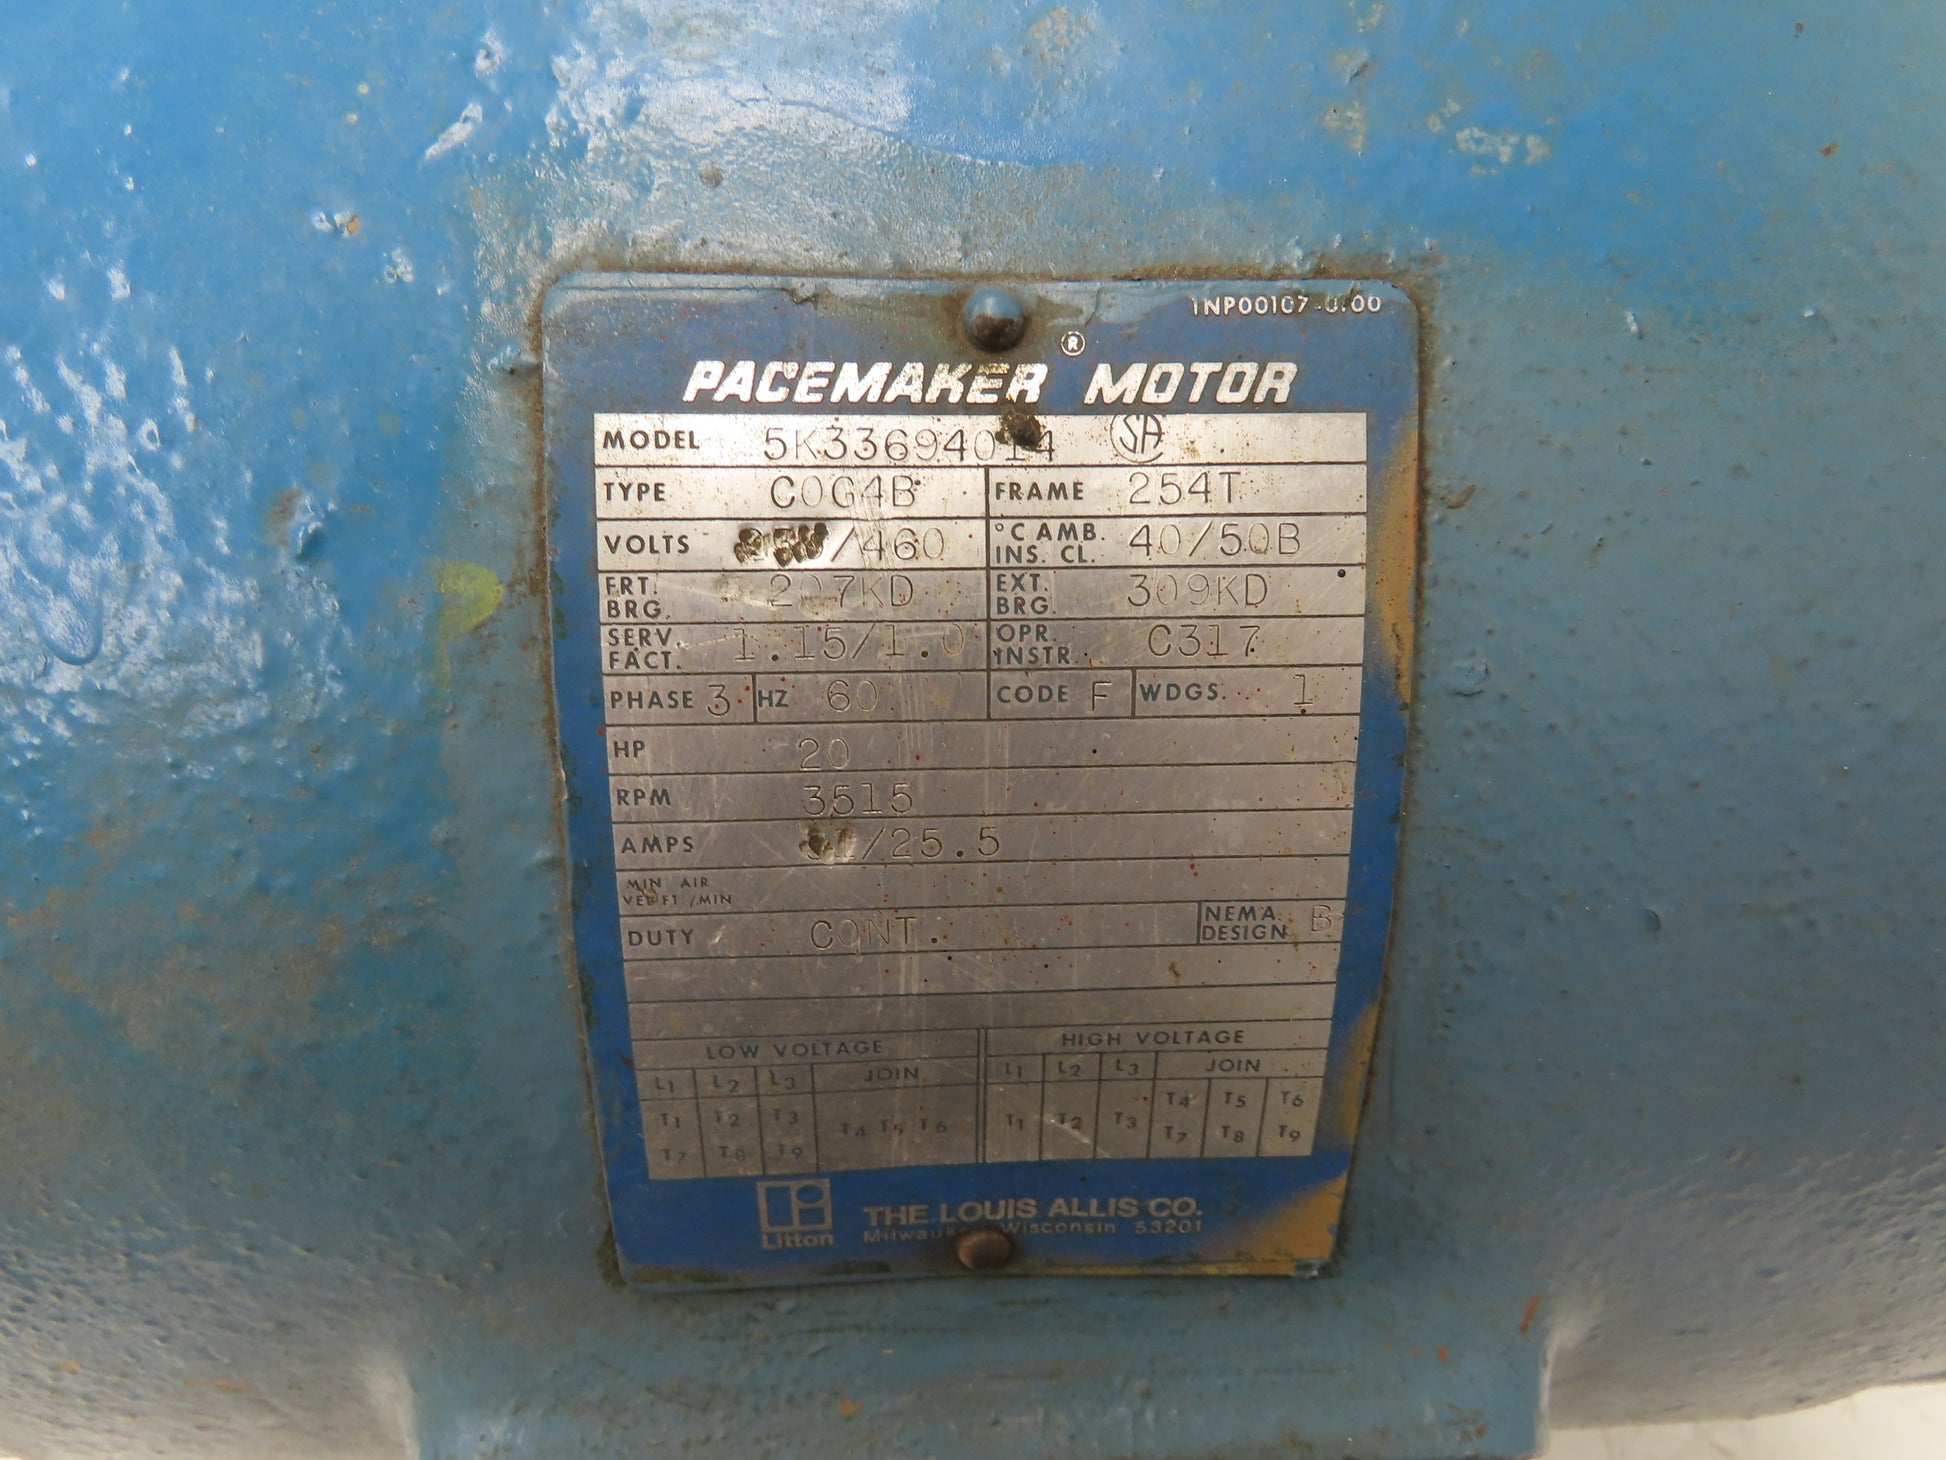 1NP00107-0100
PACEMAKER® MOTOR
MODEL 5K33694014 SA
TYPE COG4B FRAME 254T
VOLTS /460 °C AMB. INS. CL. 40/50B
FRT. BRG. 207KD EXT. BRG. 309KD
SERV. FACT. 1.15/1.0 OPR. INSTR. C317
PHASE 3 HZ 60 CODE F WDGS. 1
HP 20
RPM 3515
AMPS /25.5
MIN AIR
VEL FT/MIN
DUTY CONT. NEMA DESIGN B
LOW VOLTAGE HIGH VOLTAGE
L1 L2 L3 JOIN L1 L2 L3 JOIN
T1 T2 T3 T4 T5 T6 T1 T2 T3 T4 T5 T6
T7 T8 T9 T7 T8 T9
Litton
THE LOUIS ALLIS CO.
Milwaukee, Wisconsin 53201